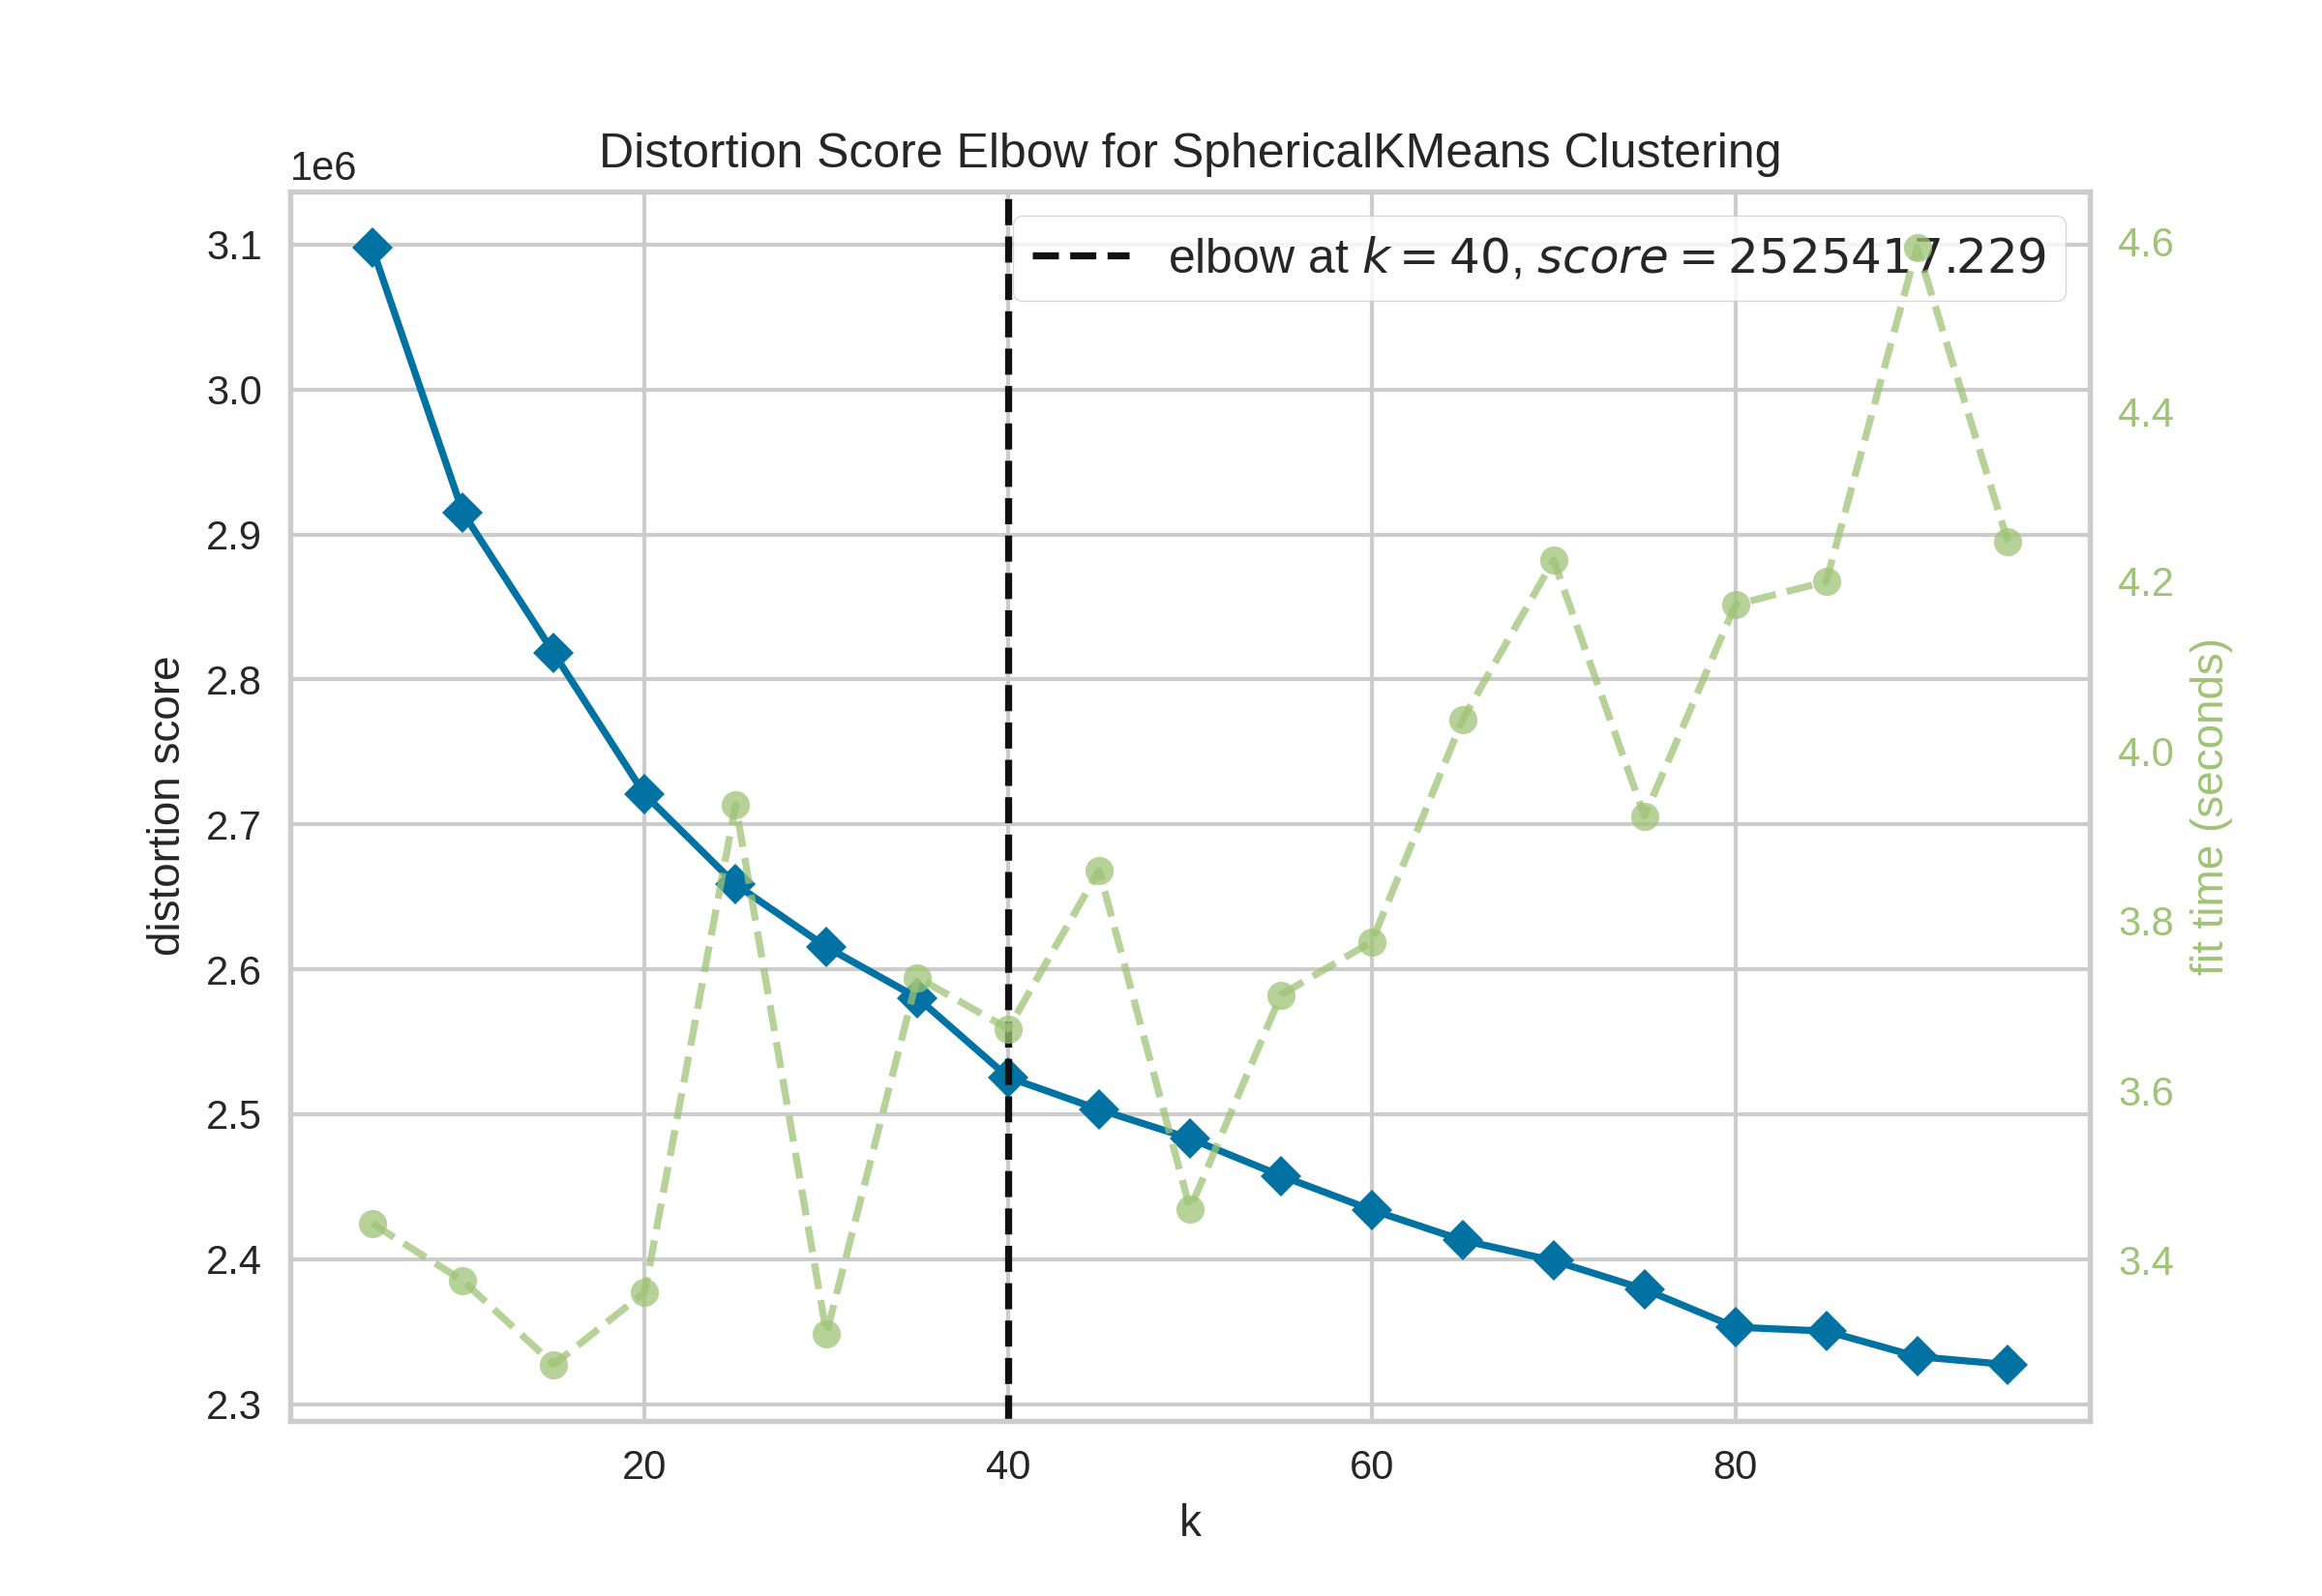 Distortion Score Elbow for SphericalKMeans Clustering
1e6
elbow at k = 40, score = 2525417.229
3.1
3.0
2.9
2.8
2.7
2.6
2.5
2.4
2.3
distortion score
4.6
4.4
4.2
4.0
3.8
3.6
3.4
fit time (seconds)
20 40 60 80
k